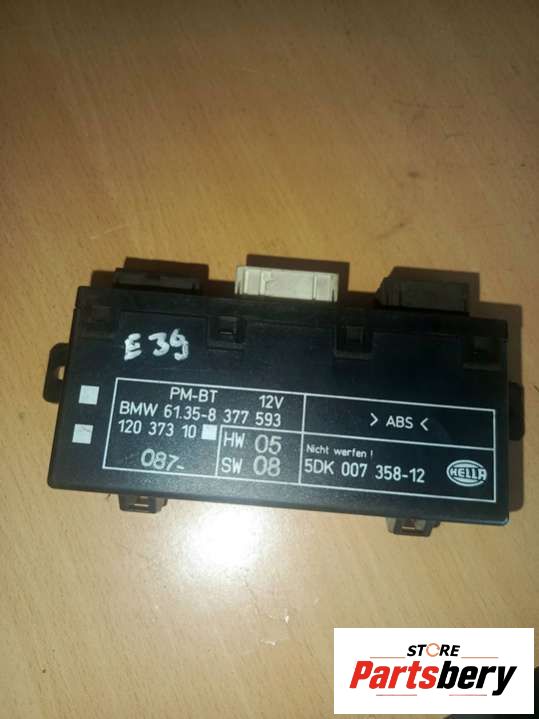 E39
PM-BT 12V
BMW 61.35-8 377 593
120 373 10
087-
HW 05
SW 08
> ABS <
Nicht werfen !
5DK 007 358-12
HELLA
STORE
Partsbery